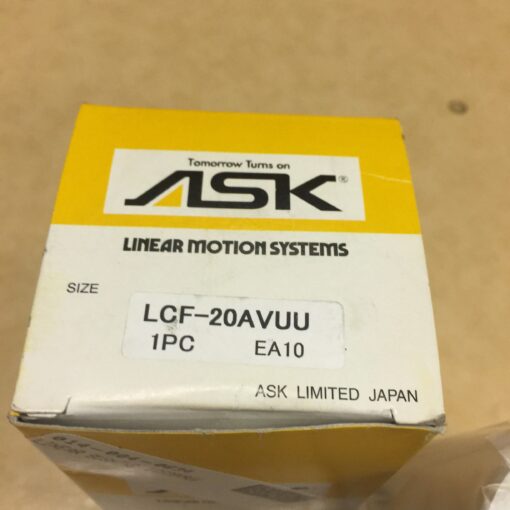 Tomorrow Turns on
ASK®
LINEAR MOTION SYSTEMS
SIZE
LCF-20AVUU
1PC EA10
ASK LIMITED JAPAN